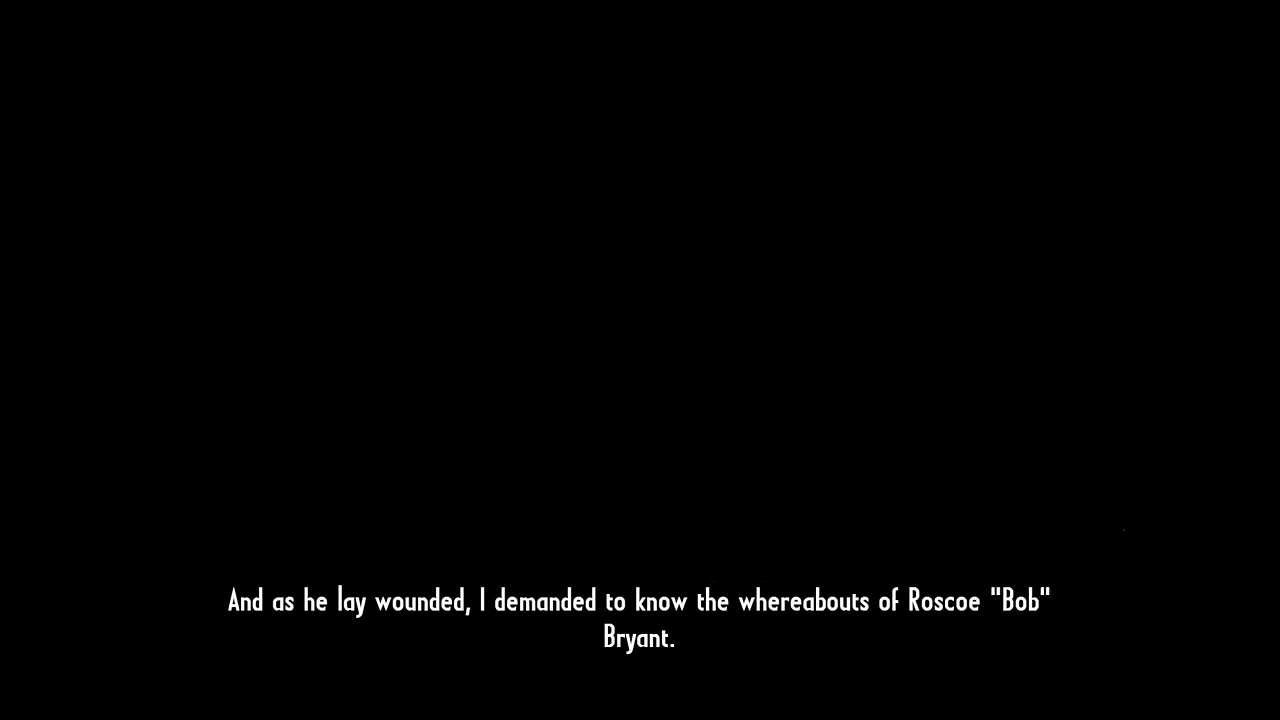 And as he lay wounded, I demanded to know the whereabouts of Roscoe "Bob"
Bryant.